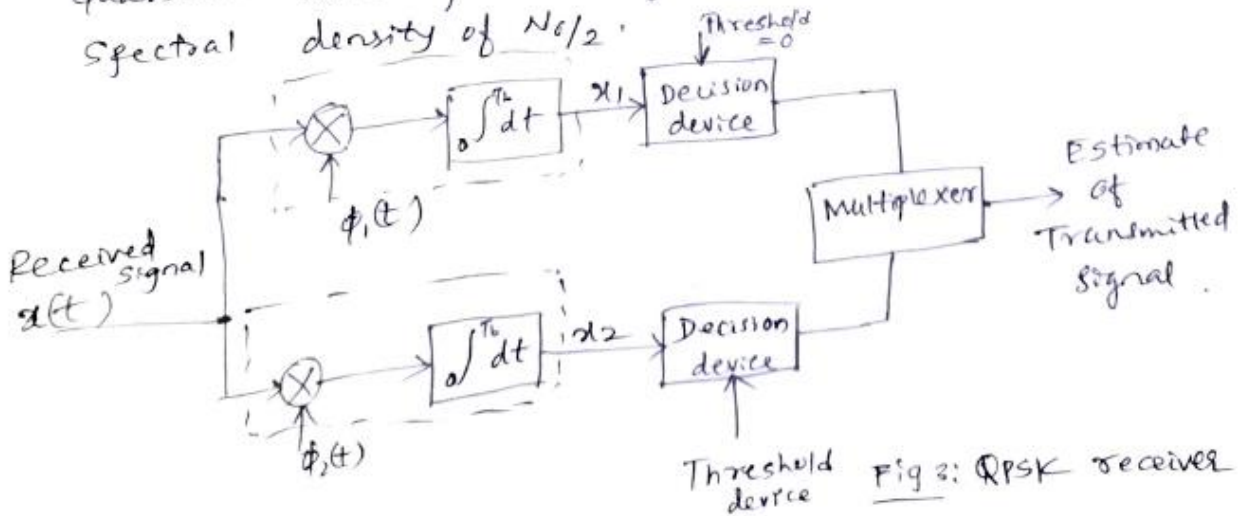 Spectral density of N0/2.
Threshold
= 0
∫ dt
0
Tb
x1
Decision
device
ϕ1(t)
Multiplexer
Estimate
of
Transmitted
signal.
Received
signal
x(t)
∫ dt
0
Tb
x2
Decision
device
ϕ2(t)
Threshold
device
Fig 3: QPSK receiver